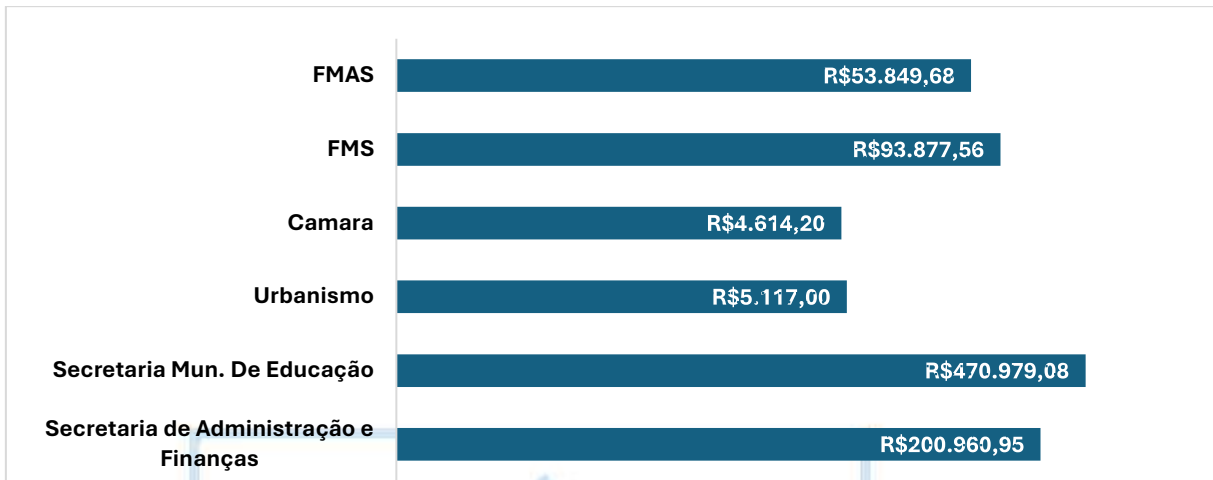 FMAS
R$53.849,68
FMS
R$93.877,56
Camara
R$4.614,20
Urbanismo
R$5.117,00
Secretaria Mun. De Educação
R$470.979,08
Secretaria de Administração e
Finanças
R$200.960,95